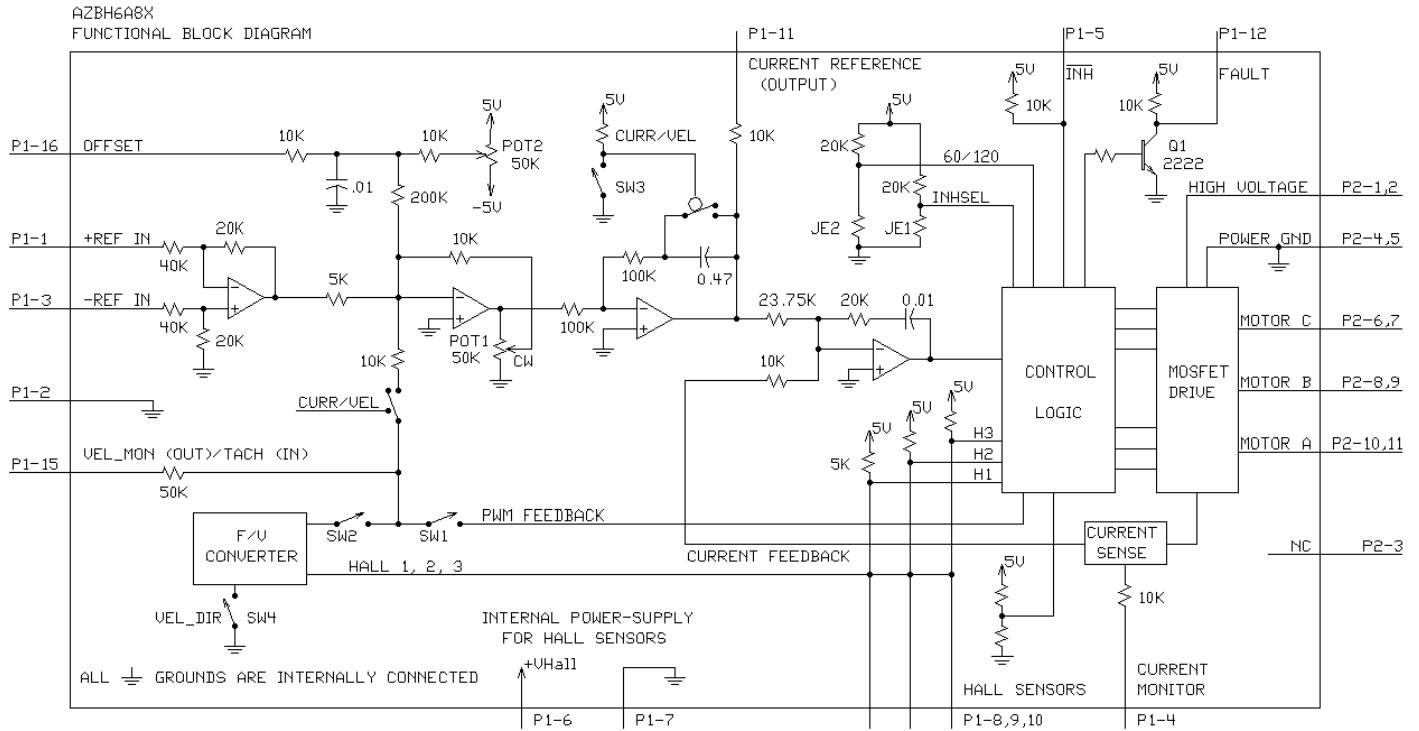 AZBH6A8X
FUNCTIONAL BLOCK DIAGRAM
P1-11
P1-5
P1-12
CURRENT REFERENCE
(OUTPUT)
5V
INH
5V
FAULT
10K
10K
5V
5V
5V
P1-16
OFFSET
10K
10K
POT2
50K
CURR/VEL
10K
20K
60/120
Q1
2222
.01
200K
-5V
SW3
20K
INHSEL
HIGH VOLTAGE
P2-1,2
JE2
JE1
P1-1
+REF IN
20K
10K
POWER GND
P2-4,5
40K
100K
0.47
5K
P1-3
-REF IN
23.75K
20K
0.01
40K
20K
100K
MOTOR C
P2-6,7
POT1
50K
CW
10K
10K
CONTROL
LOGIC
MOSFET
DRIVE
MOTOR B
P2-8,9
P1-2
CURR/VEL
5V
5V
5V
H3
H2
H1
MOTOR A
P2-10,11
P1-15
VEL_MON (OUT)/TACH (IN)
50K
5K
F/V
CONVERTER
SW2
SW1
PWM FEEDBACK
CURRENT
SENSE
NC
P2-3
CURRENT FEEDBACK
HALL 1, 2, 3
5V
VEL_DIR
SW4
10K
INTERNAL POWER-SUPPLY
FOR HALL SENSORS
+VHall
ALL GROUNDS ARE INTERNALLY CONNECTED
HALL SENSORS
CURRENT
MONITOR
P1-6
P1-7
P1-8,9,10
P1-4